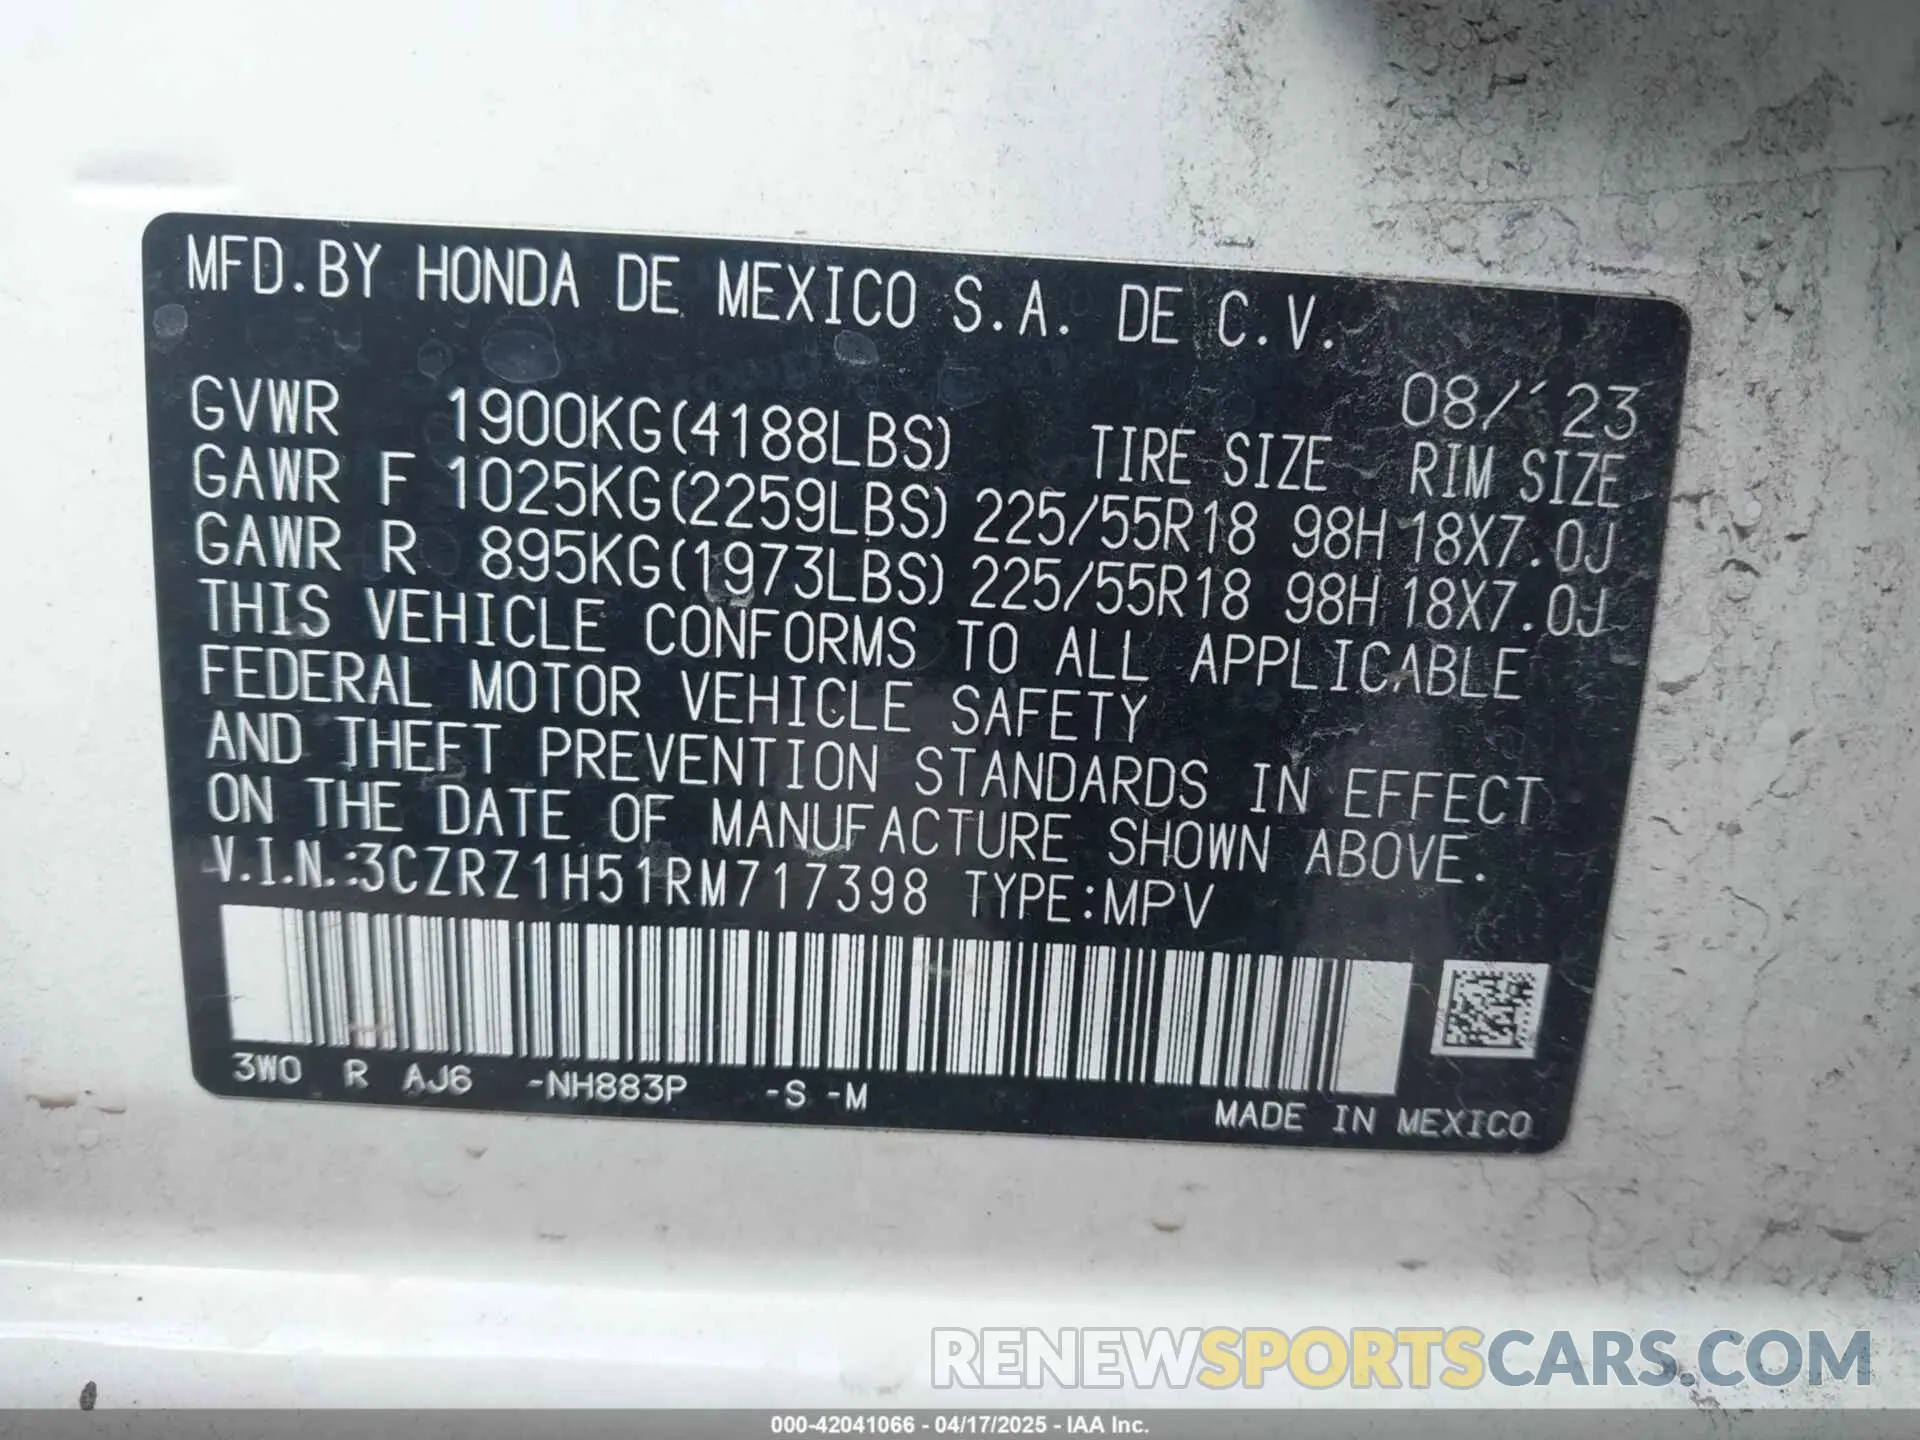 MFD.BY HONDA DE MEXICO S.A. DE C.V.
08/´23
GVWR 1900KG(4188LBS) TIRE SIZE RIM SIZE
GAWR F 1025KG(2259LBS) 225/55R18 98H 18X7.0J
GAWR R 895KG(1973LBS) 225/55R18 98H 18X7.0J
THIS VEHICLE CONFORMS TO ALL APPLICABLE
FEDERAL MOTOR VEHICLE SAFETY
AND THEFT PREVENTION STANDARDS IN EFFECT
ON THE DATE OF MANUFACTURE SHOWN ABOVE.
V.I.N.:3CZRZ1H51RM717398 TYPE:MPV
3W0 R AJ6 -NH883P -S -M
MADE IN MEXICO
RENEWSPORTSCARS.COM
000-42041066 - 04/17/2025 - IAA Inc.